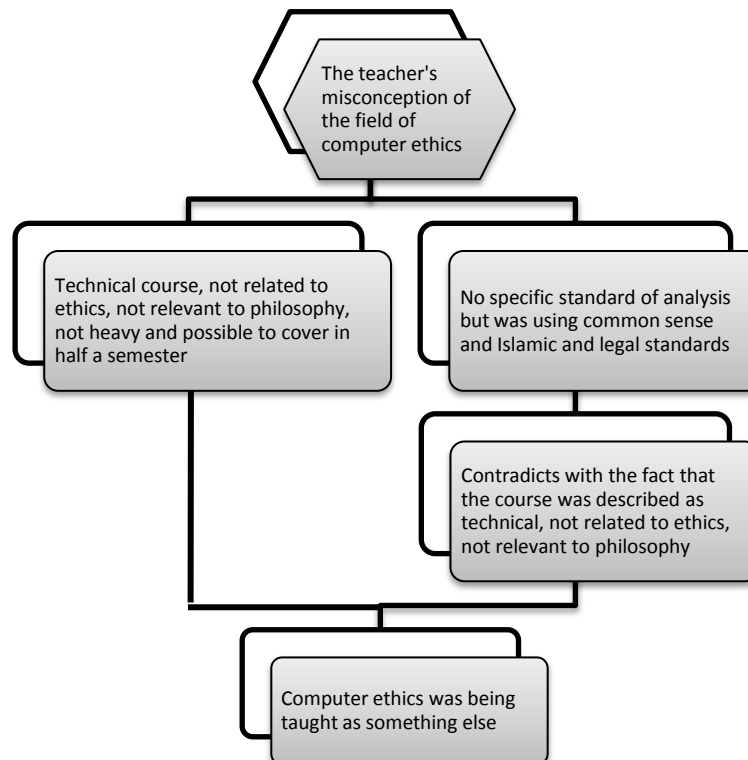 The teacher's
misconception of
the field of
computer ethics
Technical course, not related to
ethics, not relevant to philosophy,
not heavy and possible to cover in
half a semester
No specific standard of analysis
but was using common sense
and Islamic and legal standards
Contradicts with the fact that
the course was described as
technical, not related to ethics,
not relevant to philosophy
Computer ethics was being
taught as something else